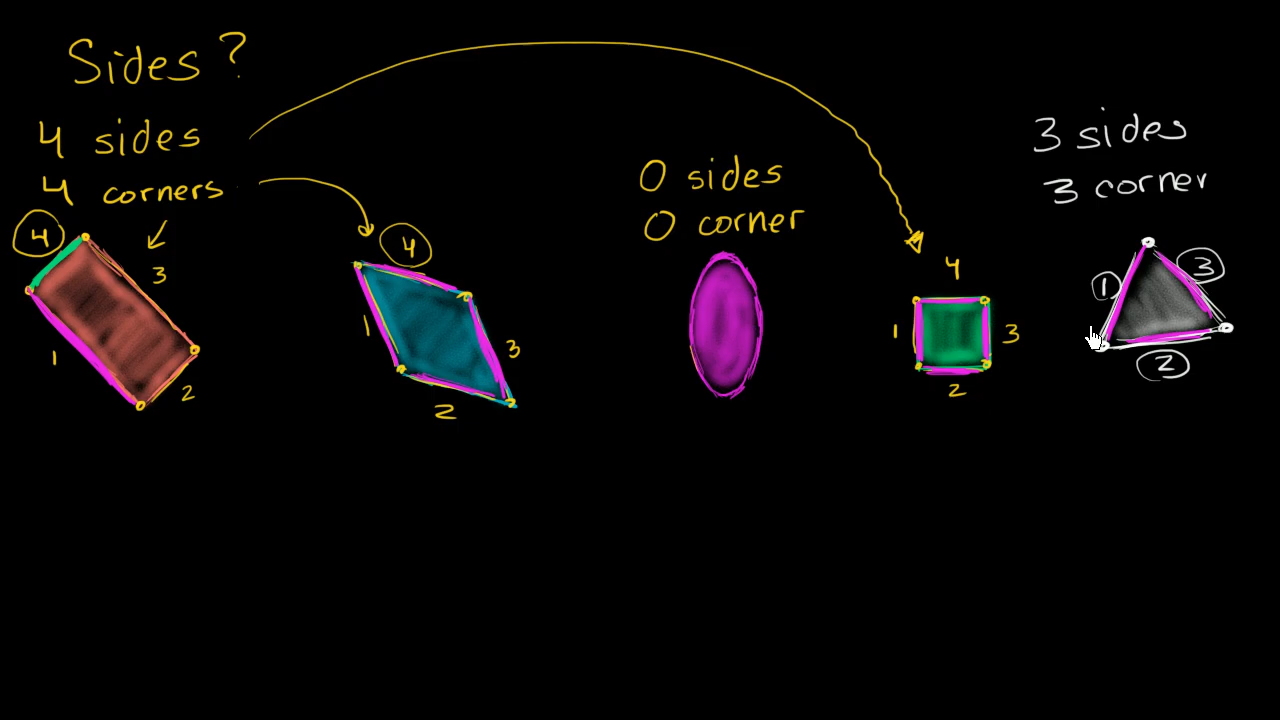 Sides?
4 sides
4 corners
0 sides
0 corner
3 sides
3 corner
4
3
1
2
4
1
3
2
4
1
3
2
1
3
2